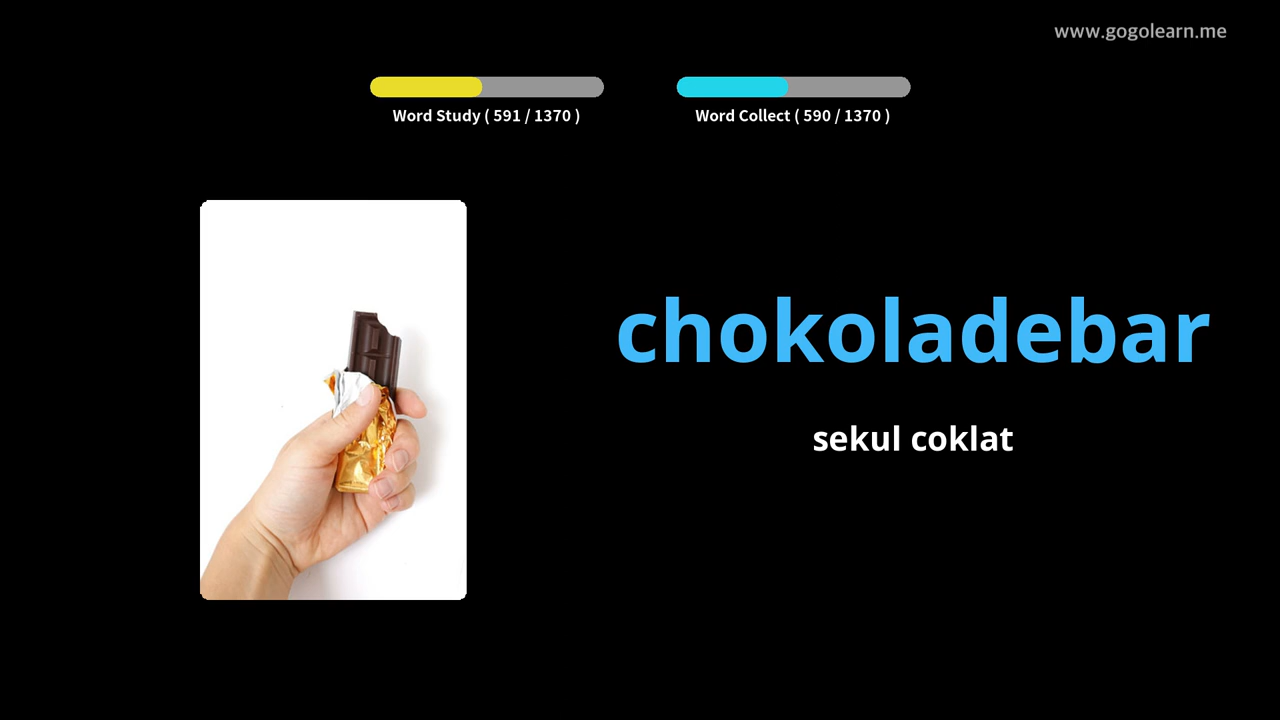 www.gogolearn.me
Word Study ( 591 / 1370 )
Word Collect ( 590 / 1370 )
chokoladebar
sekul coklat